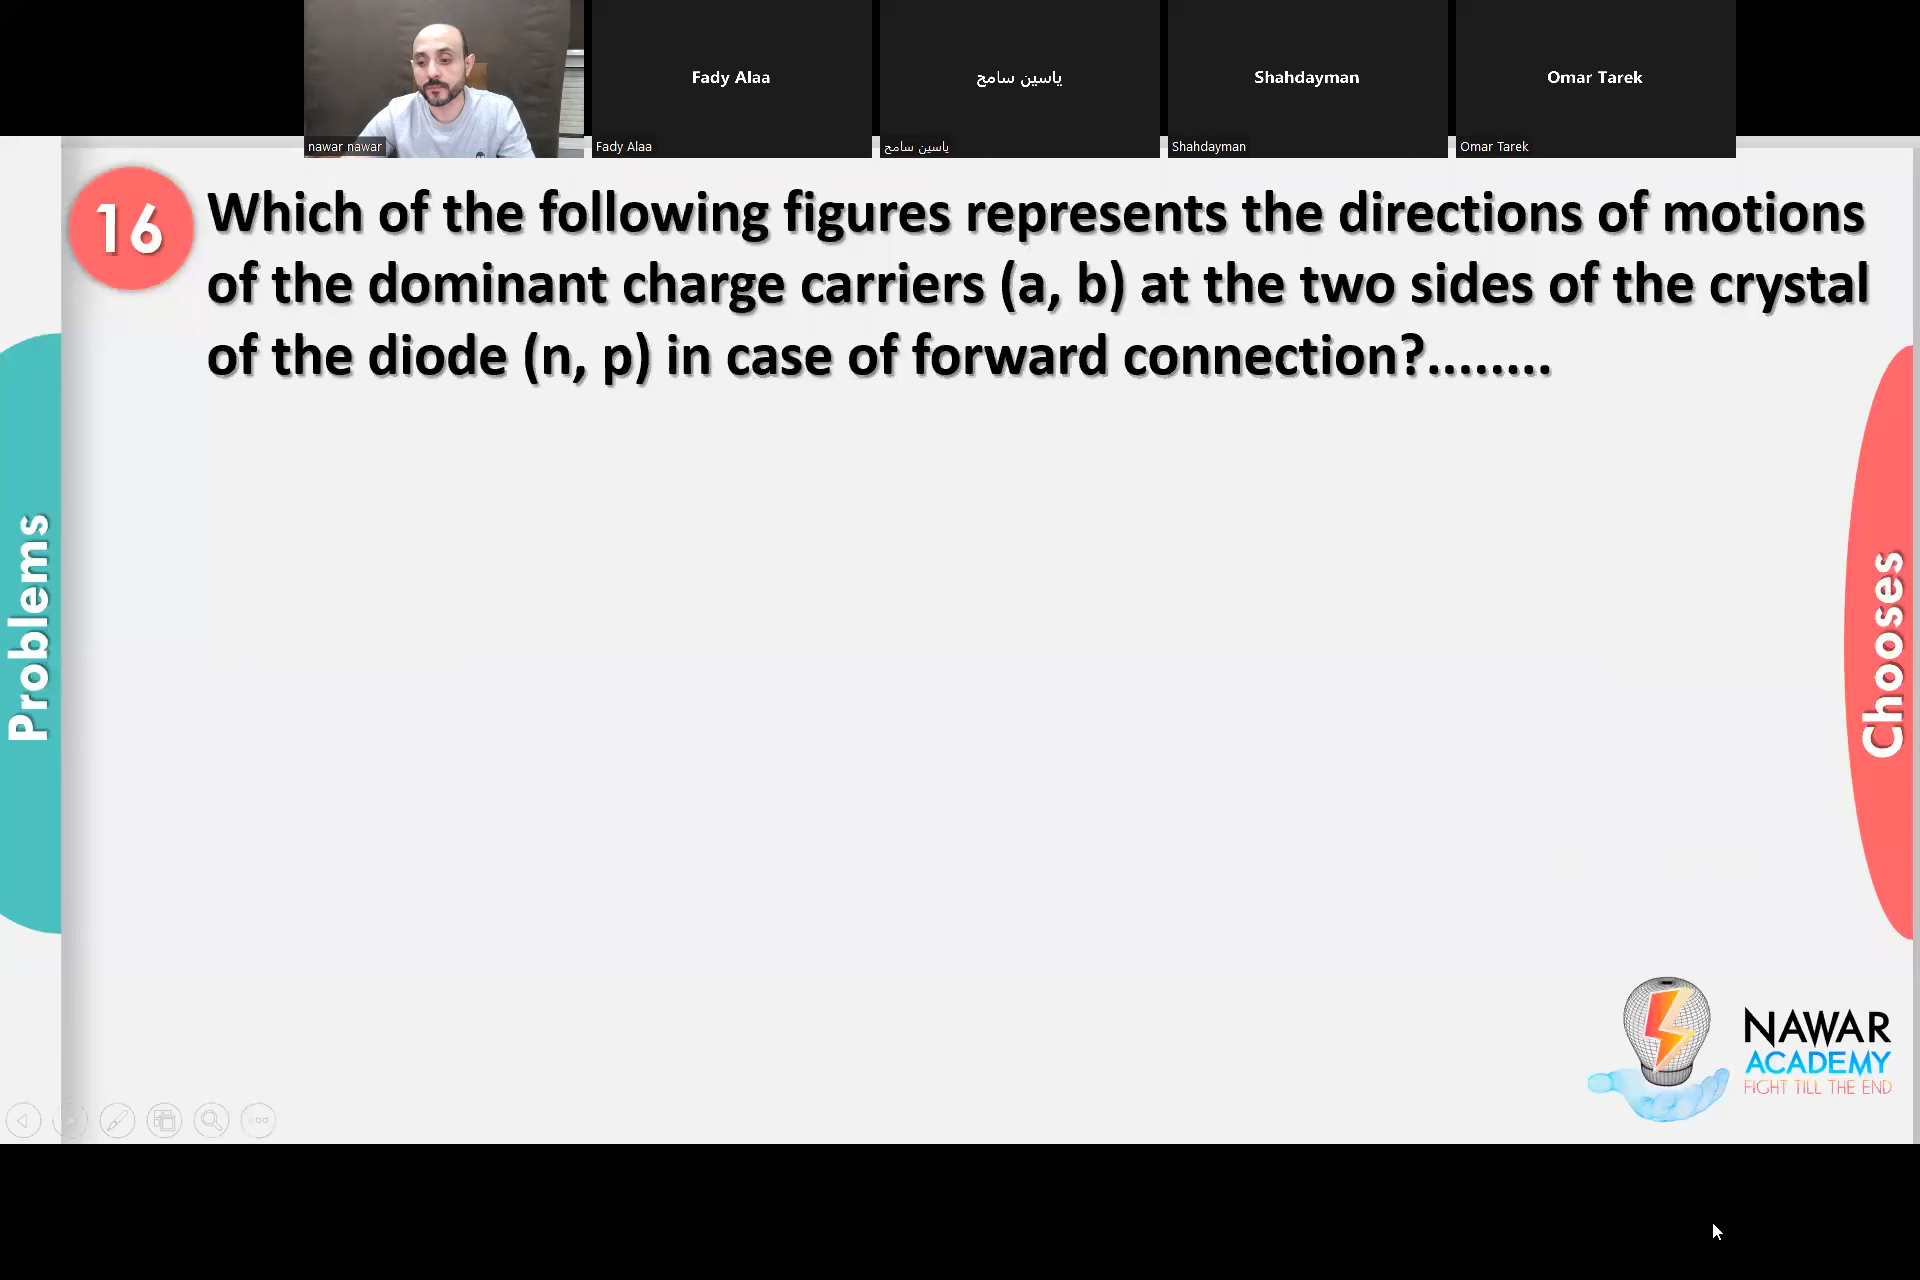 Fady Alaa
ياسين سامح
Shahdayman
Omar Tarek
nawar nawar
Fady Alaa
ياسين سامح
Shahdayman
Omar Tarek
16
Which of the following figures represents the directions of motions
of the dominant charge carriers (a, b) at the two sides of the crystal
of the diode (n, p) in case of forward connection?........
Problems
Chooses
NAWAR
ACADEMY
FIGHT TILL THE END